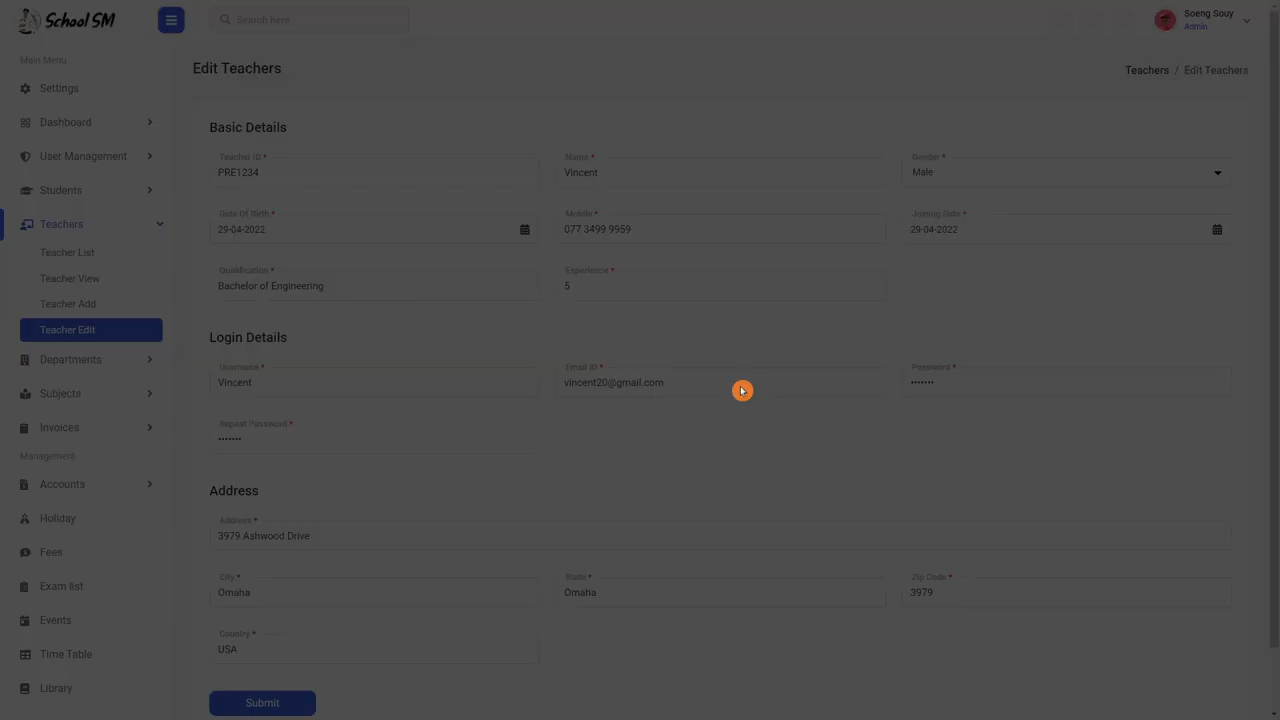 School SM
Search here
Soeng Souy
Admin
Main Menu
Settings
Dashboard
User Management
Students
Teachers
Teacher List
Teacher View
Teacher Add
Teacher Edit
Departments
Subjects
Invoices
Management
Accounts
Holiday
Fees
Exam list
Events
Time Table
Library
Edit Teachers
Teachers / Edit Teachers
Basic Details
Teacher ID *
PRE1234
Name *
Vincent
Gender *
Male
Date Of Birth *
29-04-2022
Mobile *
077 3499 9959
Joining Date *
29-04-2022
Qualification *
Bachelor of Engineering
Experience *
5
Login Details
Username *
Vincent
Email ID *
vincent20@gmail.com
Password *
•••••••
Repeat Password *
•••••••
Address
Address *
3979 Ashwood Drive
City *
Omaha
State *
Omaha
Zip Code *
3979
Country *
USA
Submit